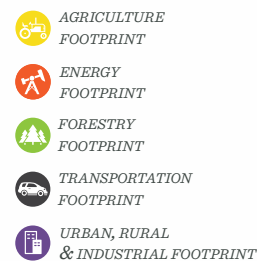 AGRICULTURE
FOOTPRINT
ENERGY
FOOTPRINT
FORESTRY
FOOTPRINT
TRANSPORTATION
FOOTPRINT
URBAN, RURAL
& INDUSTRIAL FOOTPRINT